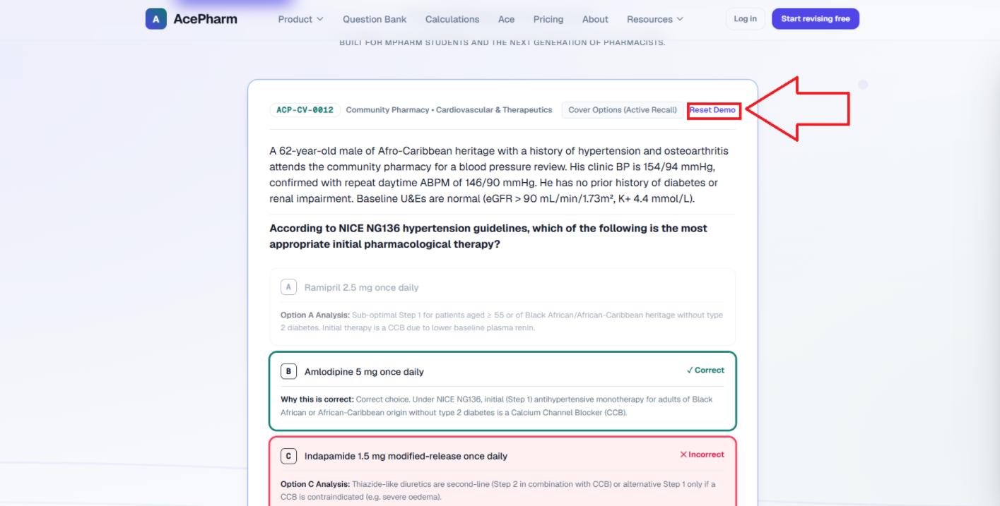 A AcePharm Product Question Bank Calculations Ace Pricing About Resources Log in Start revising free
BUILT FOR MPHARM STUDENTS AND THE NEXT GENERATION OF PHARMACISTS.
ACP-CV-0012 Community Pharmacy • Cardiovascular & Therapeutics Cover Options (Active Recall) Reset Demo
A 62-year-old male of Afro-Caribbean heritage with a history of hypertension and osteoarthritis
attends the community pharmacy for a blood pressure review. His clinic BP is 154/94 mmHg,
confirmed with repeat daytime ABPM of 146/90 mmHg. He has no prior history of diabetes or
renal impairment. Baseline U&Es are normal (eGFR > 90 mL/min/1.73m², K+ 4.4 mmol/L).
According to NICE NG136 hypertension guidelines, which of the following is the most
appropriate initial pharmacological therapy?
A Ramipril 2.5 mg once daily
Option A Analysis: Sub-optimal Step 1 for patients aged ≥ 55 or of Black African/African-Caribbean heritage without type
2 diabetes. Initial therapy is a CCB due to lower baseline plasma renin.
B Amlodipine 5 mg once daily ✓ Correct
Why this is correct: Correct choice. Under NICE NG136, initial (Step 1) antihypertensive monotherapy for adults of Black
African or African-Caribbean origin without type 2 diabetes is a Calcium Channel Blocker (CCB).
C Indapamide 1.5 mg modified-release once daily ✕ Incorrect
Option C Analysis: Thiazide-like diuretics are second-line (Step 2 in combination with CCB) or alternative Step 1 only if a
CCB is contraindicated (e.g. severe oedema).